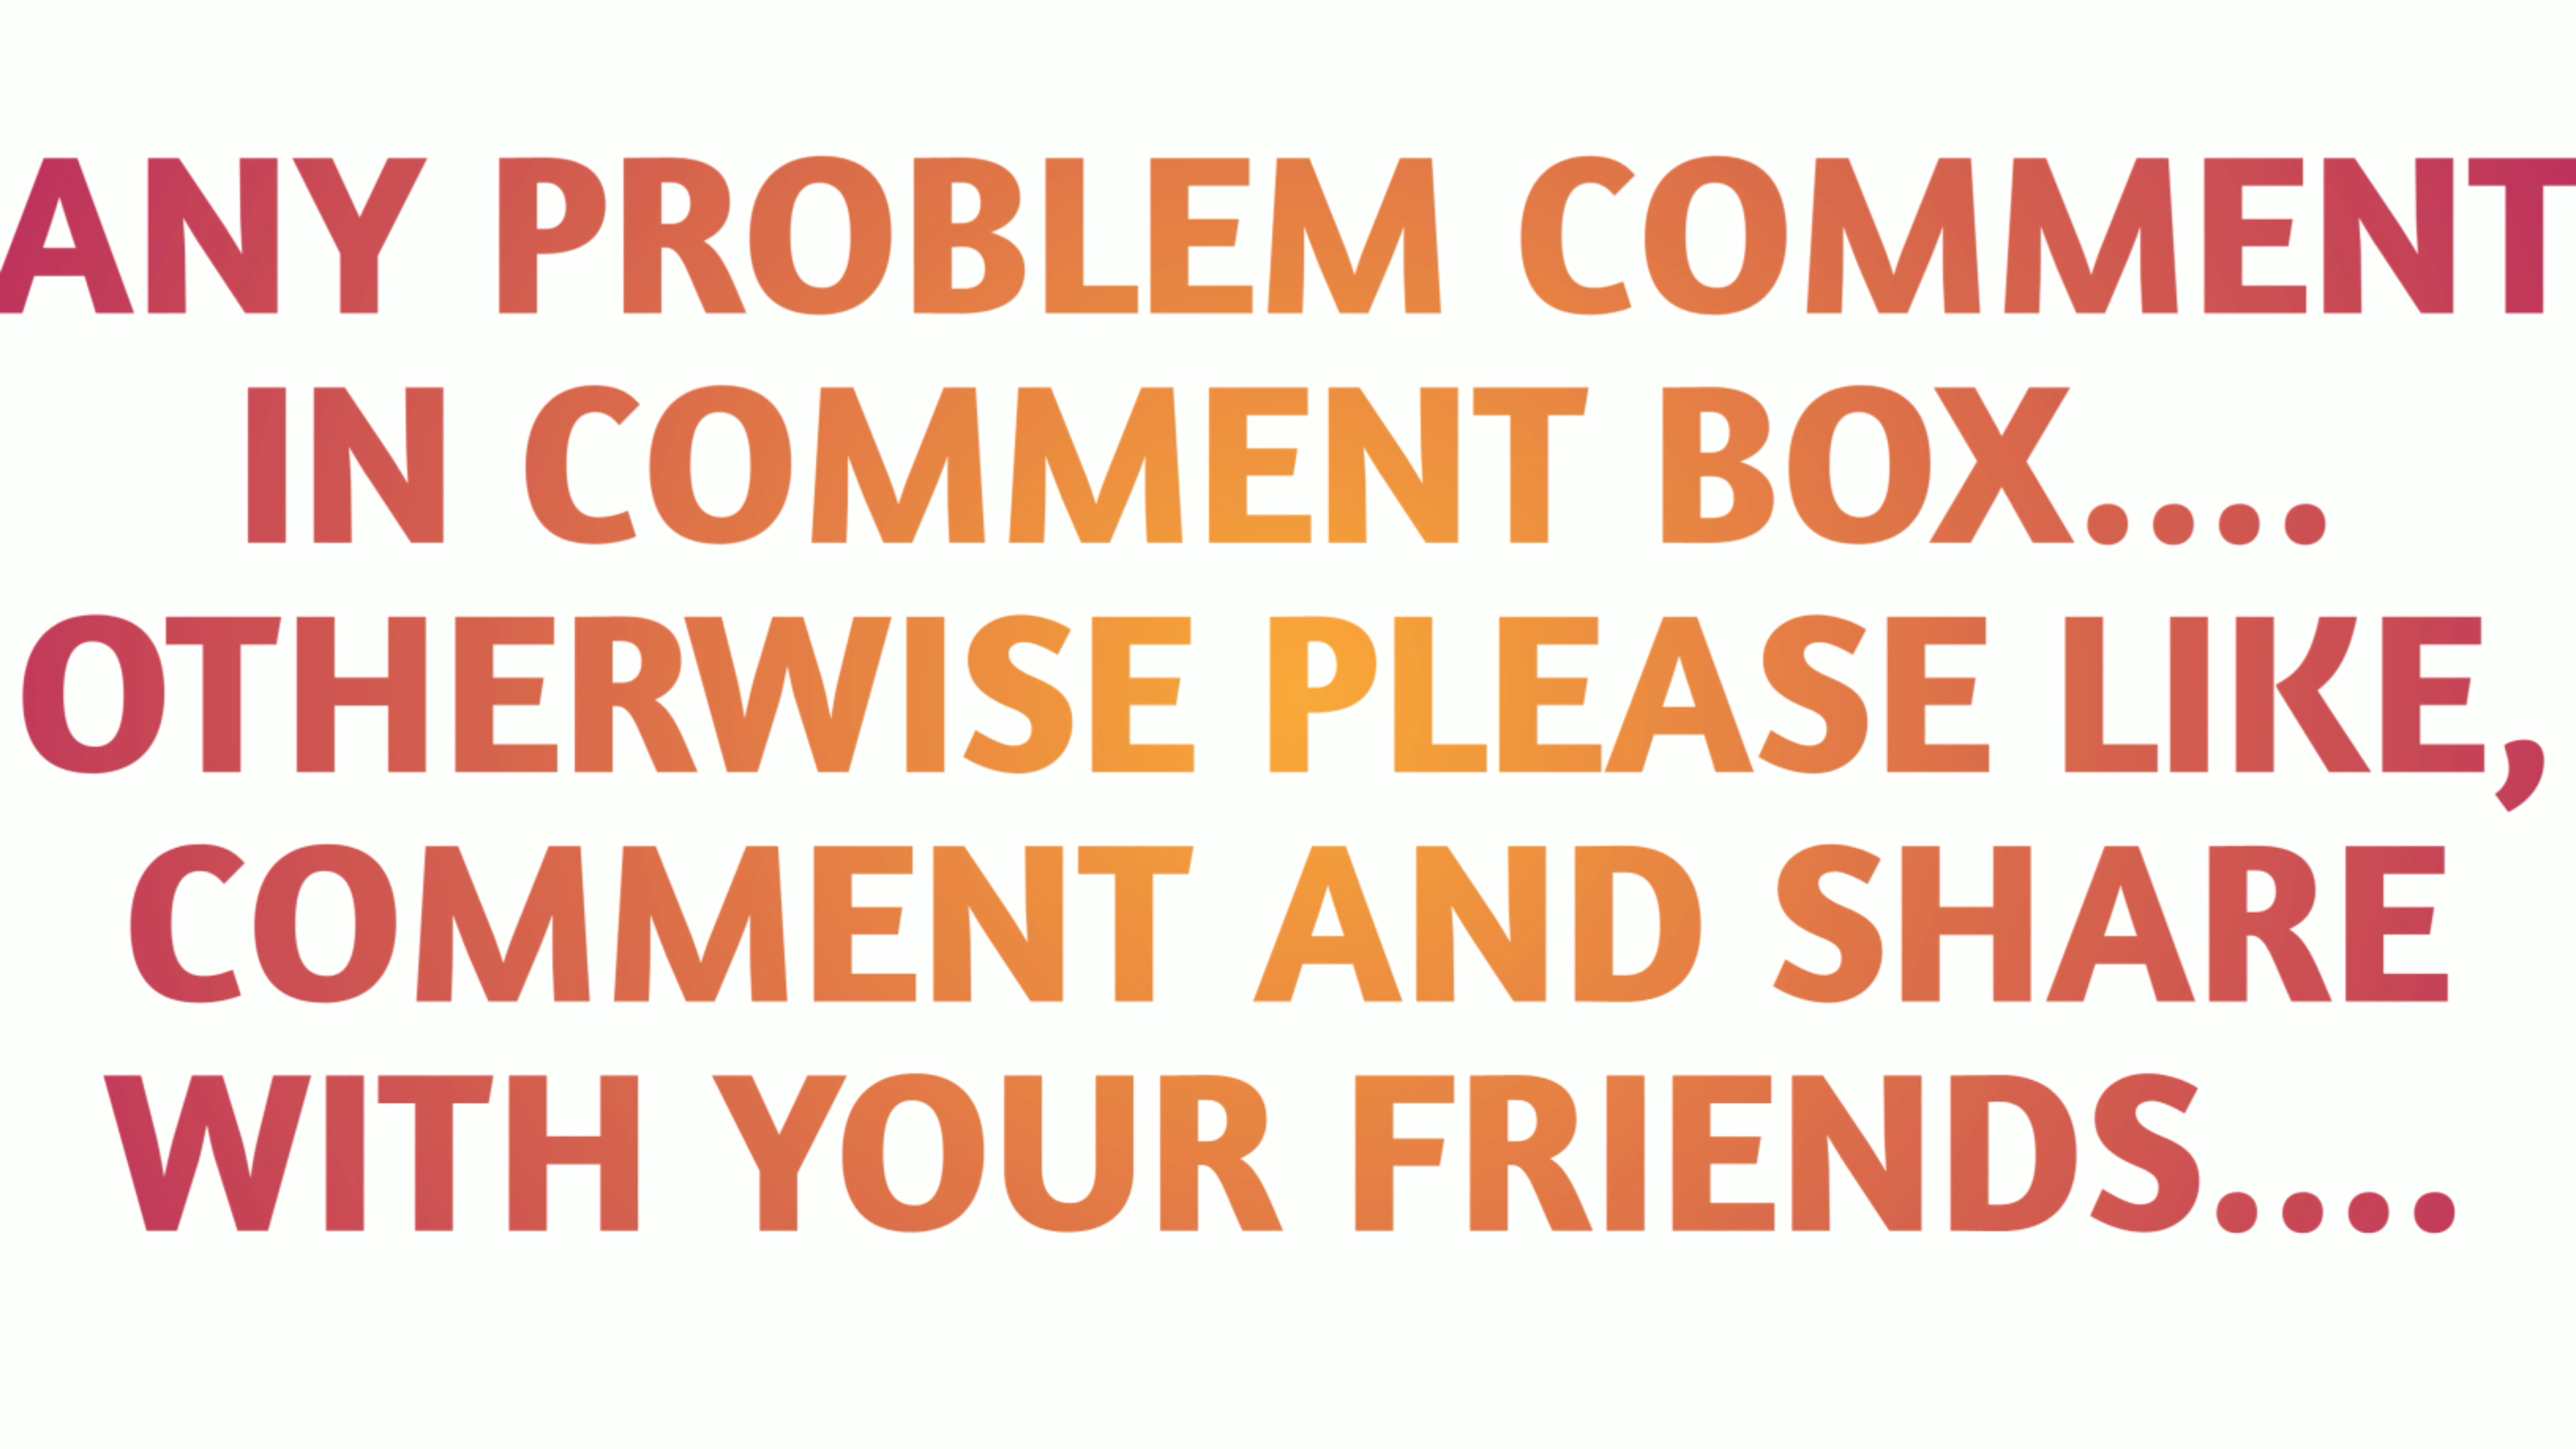 ANY PROBLEM COMMENT
IN COMMENT BOX....
OTHERWISE PLEASE LIKE,
COMMENT AND SHARE
WITH YOUR FRIENDS....